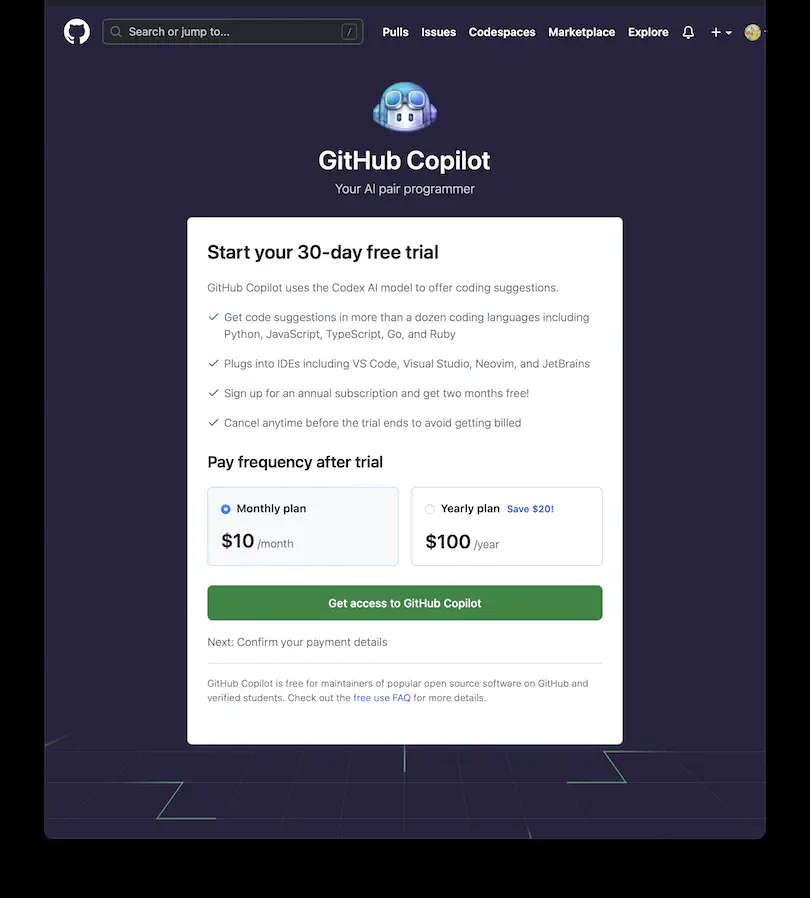 Search or jump to... /
Pulls Issues Codespaces Marketplace Explore
GitHub Copilot
Your AI pair programmer
Start your 30-day free trial
GitHub Copilot uses the Codex AI model to offer coding suggestions.
Get code suggestions in more than a dozen coding languages including
Python, JavaScript, TypeScript, Go, and Ruby
Plugs into IDEs including VS Code, Visual Studio, Neovim, and JetBrains
Sign up for an annual subscription and get two months free!
Cancel anytime before the trial ends to avoid getting billed
Pay frequency after trial
Monthly plan
$10 /month
Yearly plan Save $20!
$100 /year
Get access to GitHub Copilot
Next: Confirm your payment details
GitHub Copilot is free for maintainers of popular open source software on GitHub and
verified students. Check out the free use FAQ for more details.